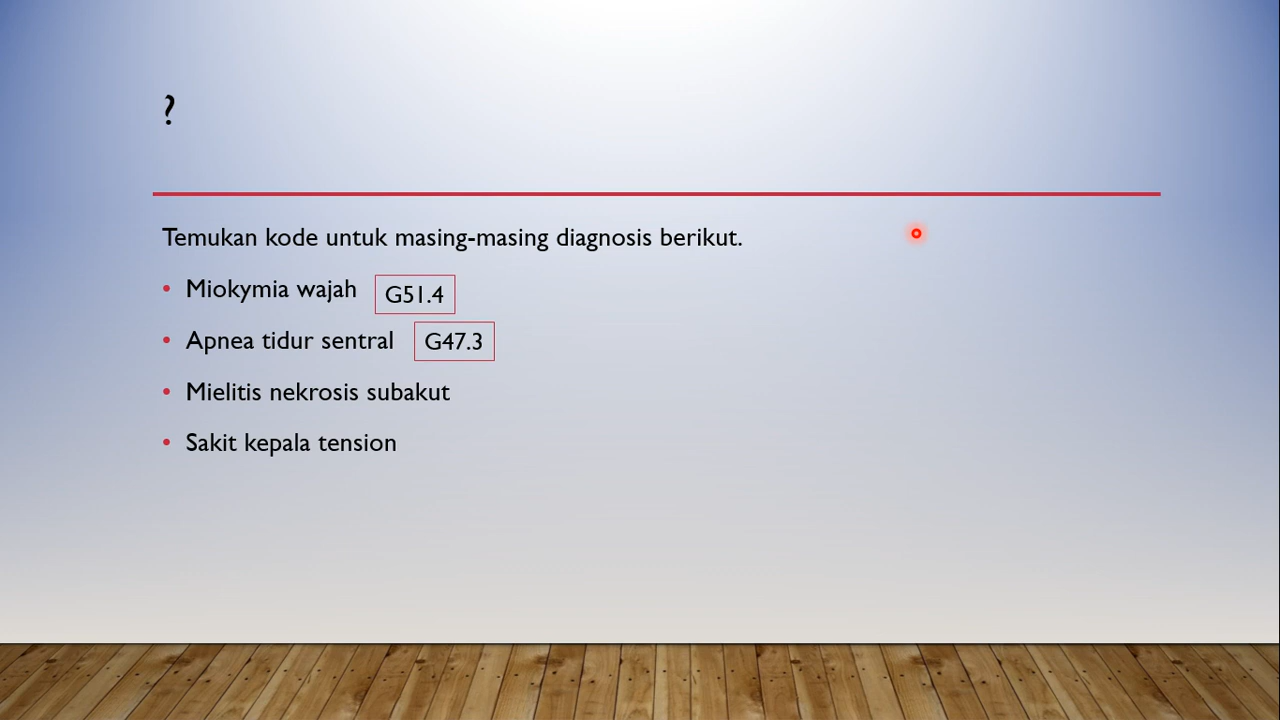 ?
Temukan kode untuk masing-masing diagnosis berikut.
• Miokymia wajah G51.4
• Apnea tidur sentral G47.3
• Mielitis nekrosis subakut
• Sakit kepala tension